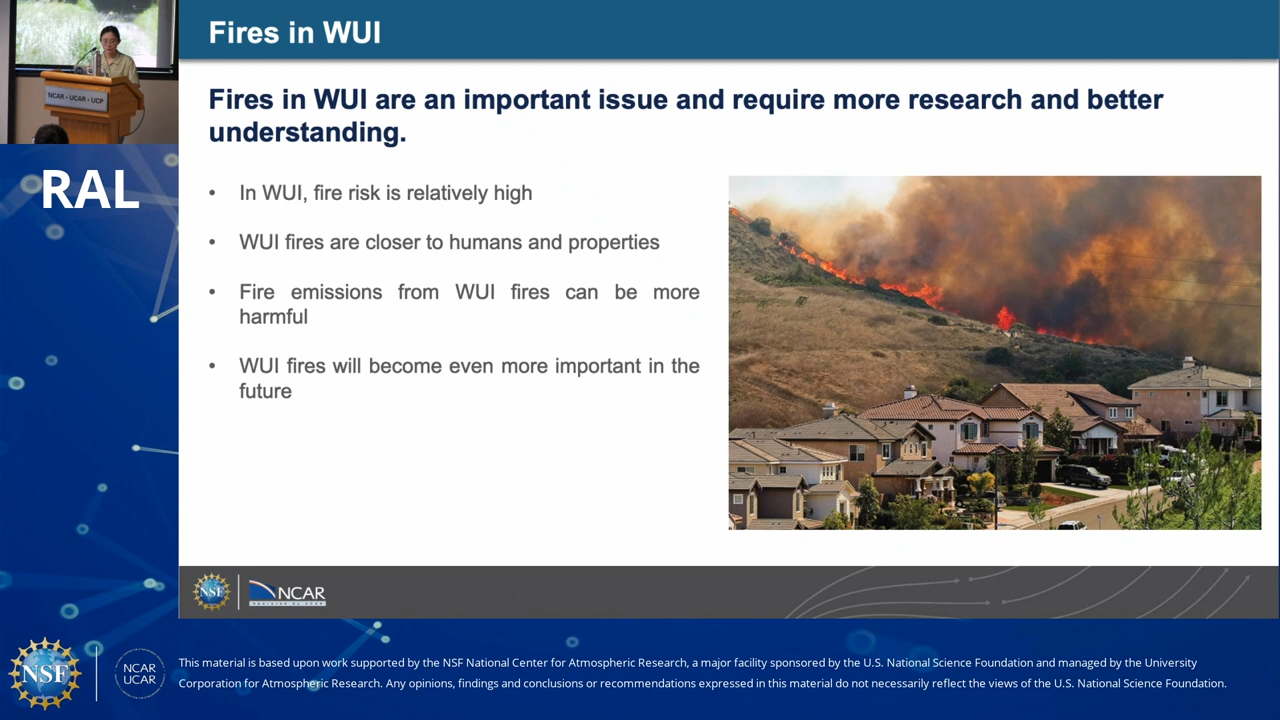 NCAR • UCAR • UCP
RAL
Fires in WUI
Fires in WUI are an important issue and require more research and better
understanding.
• In WUI, fire risk is relatively high
• WUI fires are closer to humans and properties
• Fire emissions from WUI fires can be more
harmful
• WUI fires will become even more important in the
future
NSF
NCAR
Operated by UCAR
NSF
NCAR
UCAR
This material is based upon work supported by the NSF National Center for Atmospheric Research, a major facility sponsored by the U.S. National Science Foundation and managed by the University
Corporation for Atmospheric Research. Any opinions, findings and conclusions or recommendations expressed in this material do not necessarily reflect the views of the U.S. National Science Foundation.